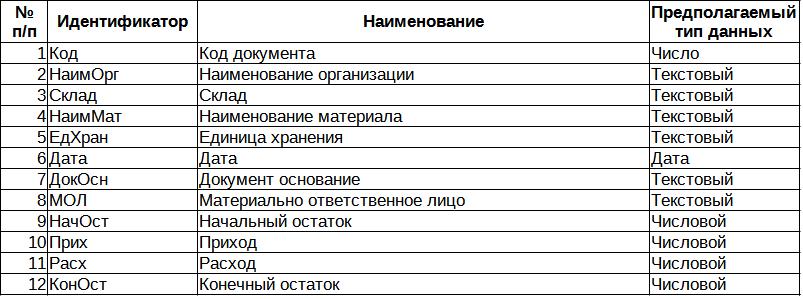 № п/п Идентификатор Наименование Предполагаемый тип данных
1 Код Код документа Число
2 НаимОрг Наименование организации Текстовый
3 Склад Склад Текстовый
4 НаимМат Наименование материала Текстовый
5 ЕдХран Единица хранения Текстовый
6 Дата Дата Дата
7 ДокОсн Документ основание Текстовый
8 МОЛ Материально ответственное лицо Текстовый
9 НачОст Начальный остаток Числовой
10 Прих Приход Числовой
11 Расх Расход Числовой
12 КонОст Конечный остаток Числовой